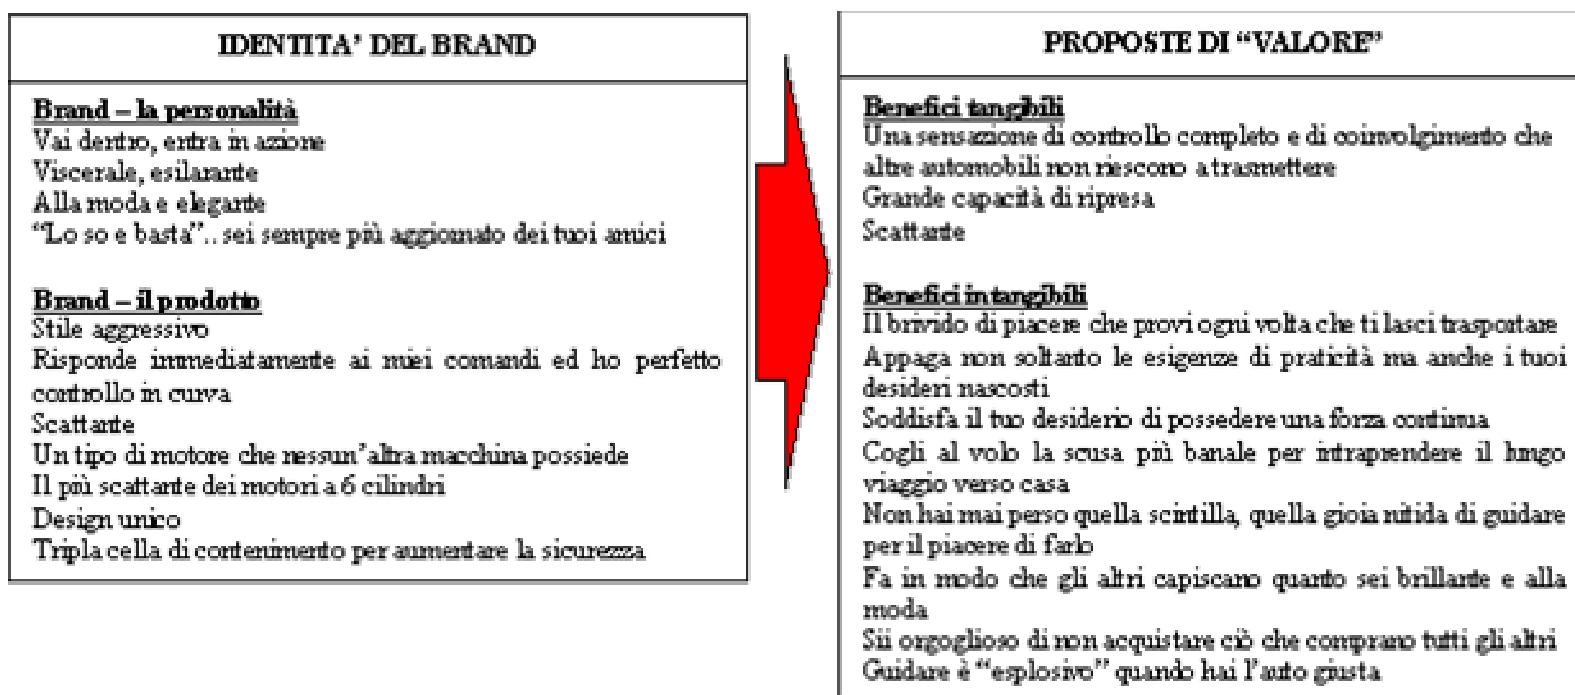 IDENTITA' DEL BRAND
Brand – la personalità
Vai dentro, entra in azione
Viscerale, esilarante
Alla moda e elegante
“Lo so e basta”.. sei sempre più aggiornato dei tuoi amici
Brand – il prodotto
Stile aggressivo
Risponde immediatamente ai miei comandi ed ho perfetto
controllo in curva
Scattante
Un tipo di motore che nessun'altra macchina possiede
Il più scattante dei motori a 6 cilindri
Design unico
Tripla cella di contenimento per aumentare la sicurezza
PROPOSTE DI “VALORE”
Benefici tangibili
Una sensazione di controllo completo e di coinvolgimento che
altre automobili non riescono a trasmettere
Grande capacità di ripresa
Scattante
Benefici intangibili
Il brivido di piacere che provi ogni volta che ti lasci trasportare
Appaga non soltanto le esigenze di praticità ma anche i tuoi
desideri nascosti
Soddisfa il tuo desiderio di possedere una forza continua
Cogli al volo la scusa più banale per intraprendere il lungo
viaggio verso casa
Non hai mai perso quella scintilla, quella gioia nitida di guidare
per il piacere di farlo
Fa in modo che gli altri capiscano quanto sei brillante e alla
moda
Sii orgoglioso di non acquistare ciò che comprano tutti gli altri
Guidare è “esplosivo” quando hai l'auto giusta